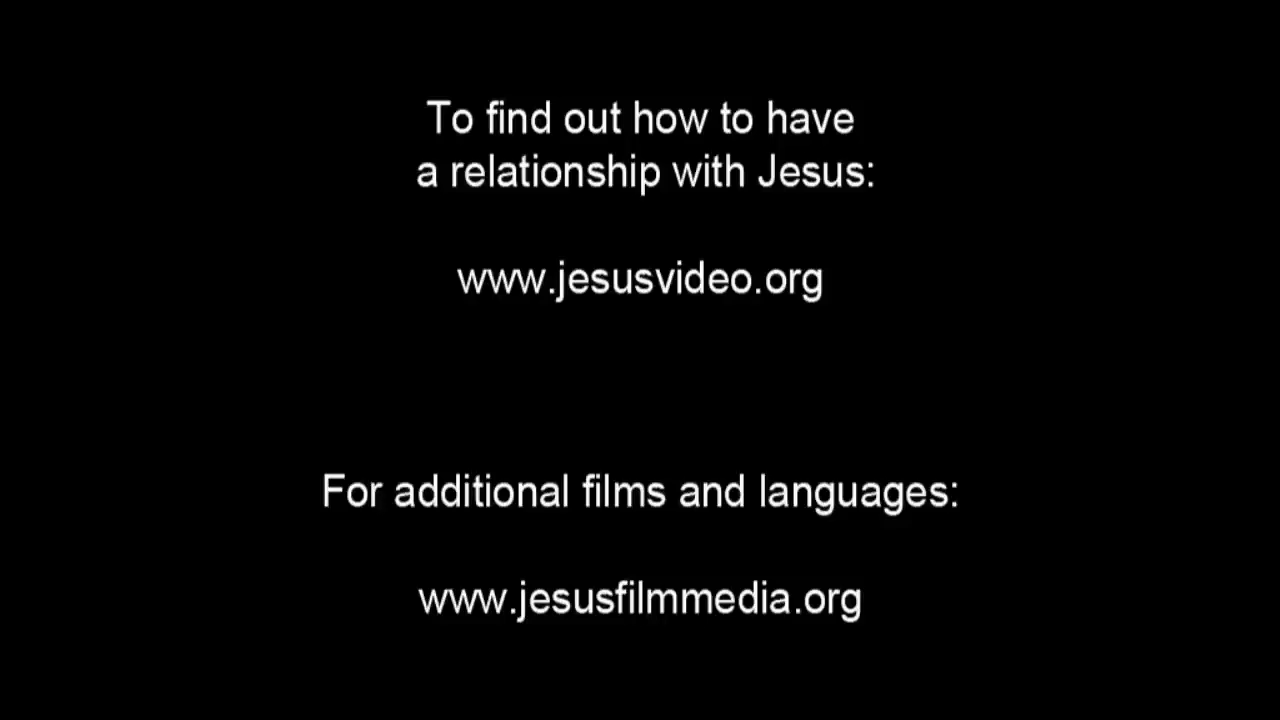 To find out how to have
a relationship with Jesus:
www.jesusvideo.org
For additional films and languages:
www.jesusfilmmedia.org